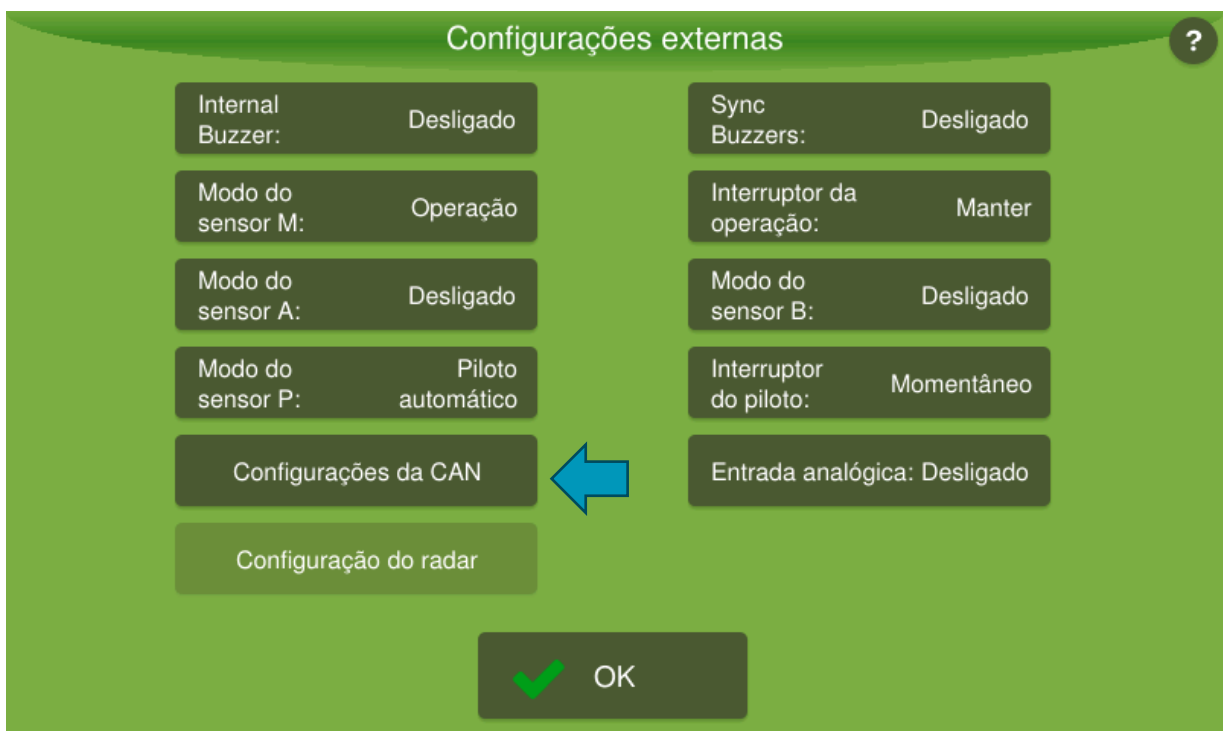 Configurações externas
?
Internal
Buzzer:
Desligado
Sync
Buzzers:
Desligado
Modo do
sensor M:
Operação
Interruptor da
operação:
Manter
Modo do
sensor A:
Desligado
Modo do
sensor B:
Desligado
Modo do
sensor P:
Piloto
automático
Interruptor
do piloto:
Momentâneo
Configurações da CAN
Entrada analógica: Desligado
Configuração do radar
OK